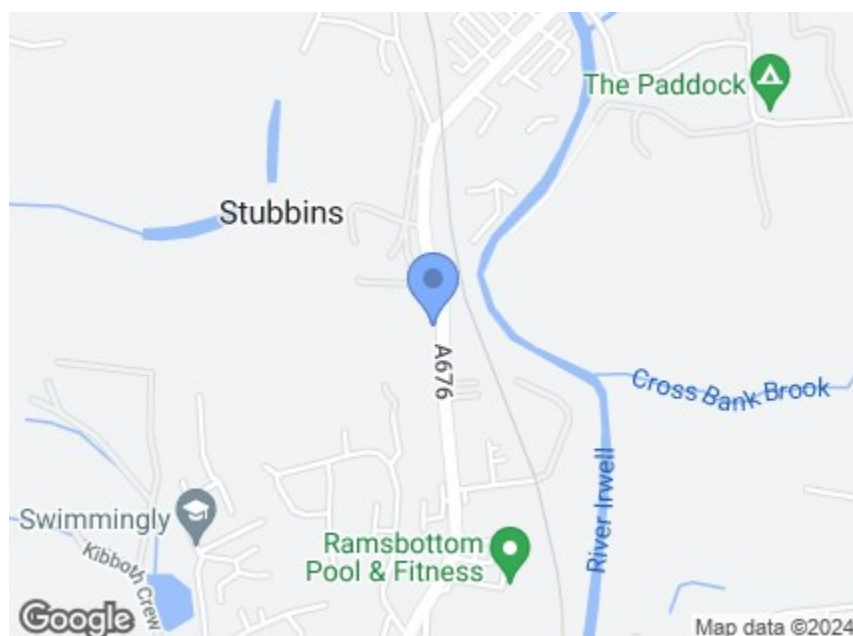 The Paddock
Stubbins
A676
Cross Bank Brook
River Irwell
Swimmingly
Kibboth Crew
Ramsbottom
Pool & Fitness
Google
Map data ©2024